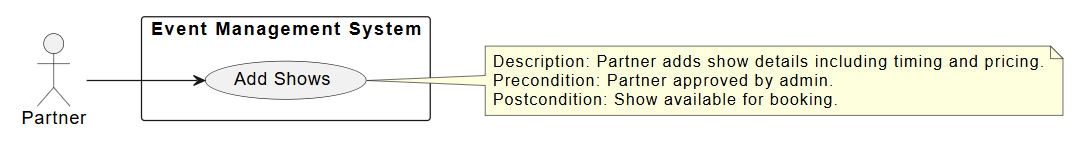 Event Management System
Add Shows
Partner
Description: Partner adds show details including timing and pricing.
Precondition: Partner approved by admin.
Postcondition: Show available for booking.